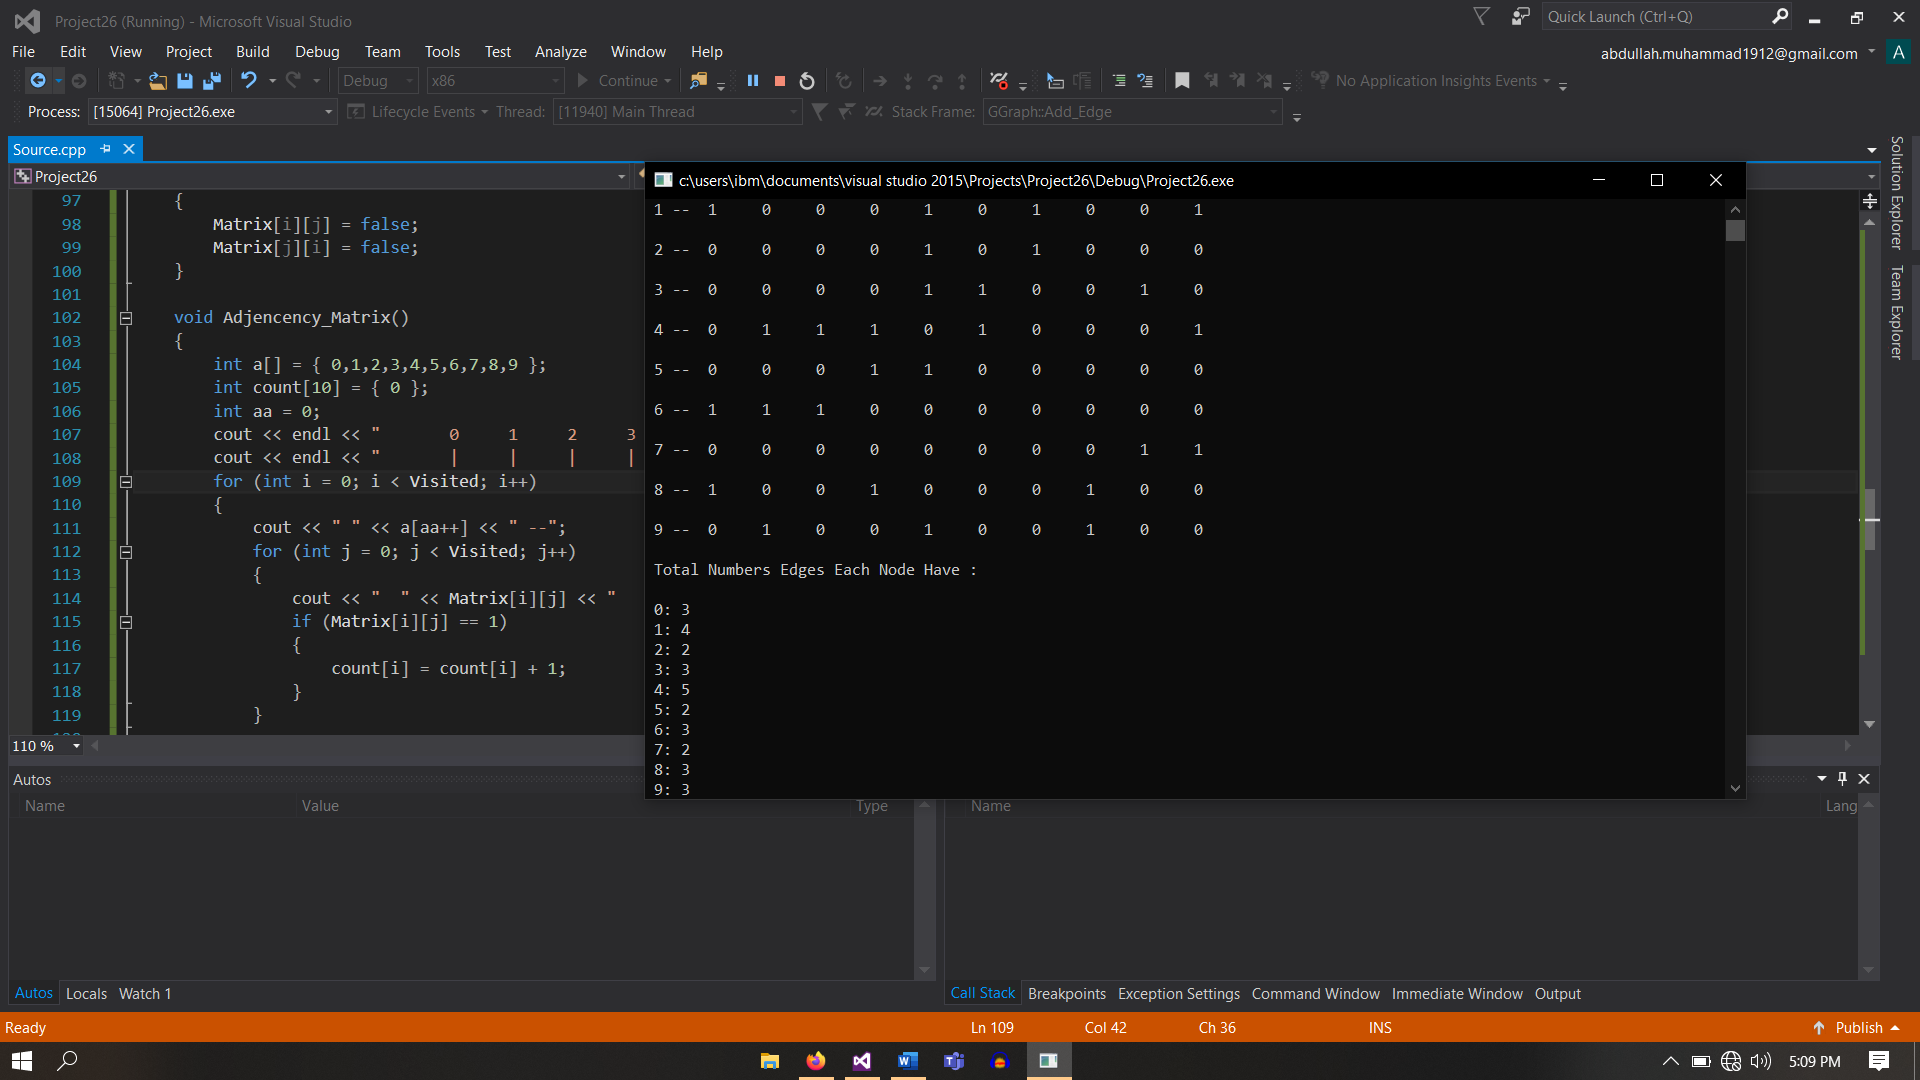 Project26 (Running) - Microsoft Visual Studio
Quick Launch (Ctrl+Q)
File Edit View Project Build Debug Team Tools Test Analyze Window Help
abdullah.muhammad1912@gmail.com A
Debug x86 Continue No Application Insights Events
Process: [15064] Project26.exe Lifecycle Events Thread: [11940] Main Thread Stack Frame: GGraph::Add_Edge
Source.cpp
Project26
97 {
98 Matrix[i][j] = false;
99 Matrix[j][i] = false;
100 }
101
102 void Adjencency_Matrix()
103 {
104 int a[] = { 0,1,2,3,4,5,6,7,8,9 };
105 int count[10] = { 0 };
106 int aa = 0;
107 cout << endl << " 0 1 2 3
108 cout << endl << " | | | |
109 for (int i = 0; i < Visited; i++)
110 {
111 cout << " " << a[aa++] << " --";
112 for (int j = 0; j < Visited; j++)
113 {
114 cout << "  " << Matrix[i][j] << "
115 if (Matrix[i][j] == 1)
116 {
117 count[i] = count[i] + 1;
118 }
119 }
110 %
c:\users\ibm\documents\visual studio 2015\Projects\Project26\Debug\Project26.exe
1 -- 1 0 0 0 1 0 1 0 0 1
2 -- 0 0 0 0 1 0 1 0 0 0
3 -- 0 0 0 0 1 1 0 0 1 0
4 -- 0 1 1 1 0 1 0 0 0 1
5 -- 0 0 0 1 1 0 0 0 0 0
6 -- 1 1 1 0 0 0 0 0 0 0
7 -- 0 0 0 0 0 0 0 0 1 1
8 -- 1 0 0 1 0 0 0 1 0 0
9 -- 0 1 0 0 1 0 0 1 0 0
Total Numbers Edges Each Node Have :
0: 3
1: 4
2: 2
3: 3
4: 5
5: 2
6: 3
7: 2
8: 3
9: 3
Solution Explorer
Team Explorer
Autos
Name Value Type
Name Lang
Autos Locals Watch 1
Call Stack Breakpoints Exception Settings Command Window Immediate Window Output
Ready Ln 109 Col 42 Ch 36 INS Publish
5:09 PM